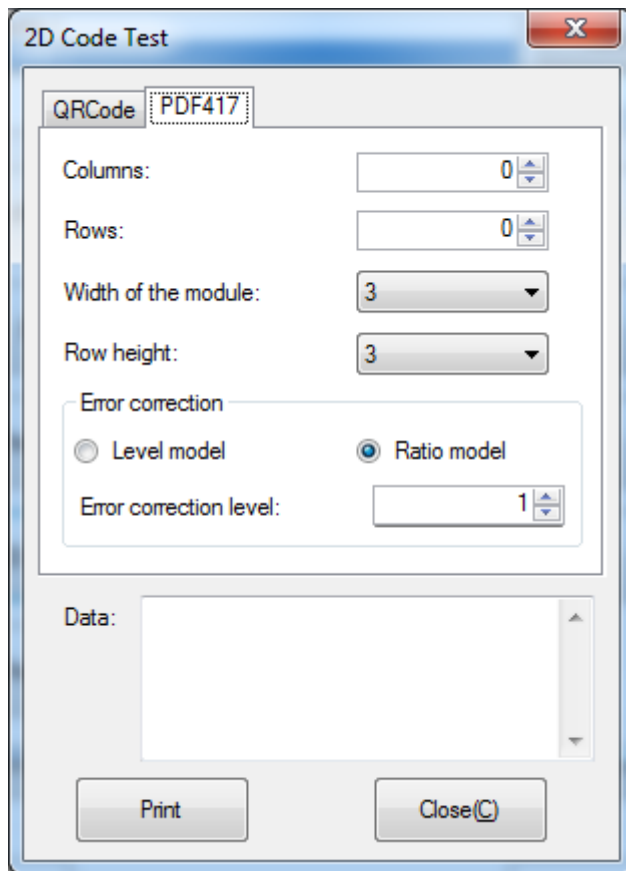 2D Code Test
QRCode PDF417
Columns: 0
Rows: 0
Width of the module: 3
Row height: 3
Error correction
Level model Ratio model
Error correction level: 1
Data:
Print Close(C)